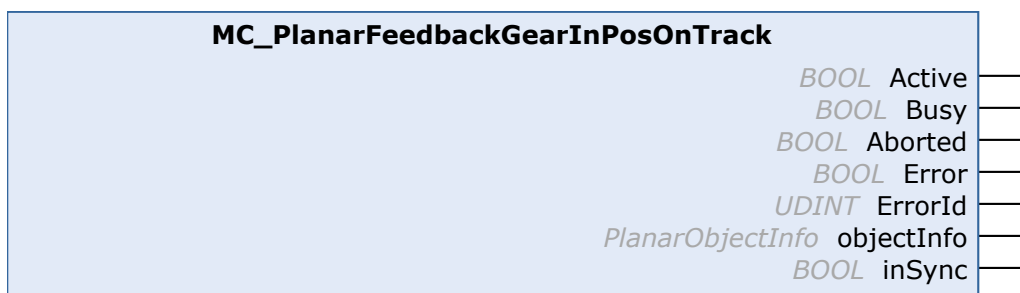 MC_PlanarFeedbackGearInPosOnTrack
BOOL Active
BOOL Busy
BOOL Aborted
BOOL Error
UDINT ErrorId
PlanarObjectInfo objectInfo
BOOL inSync